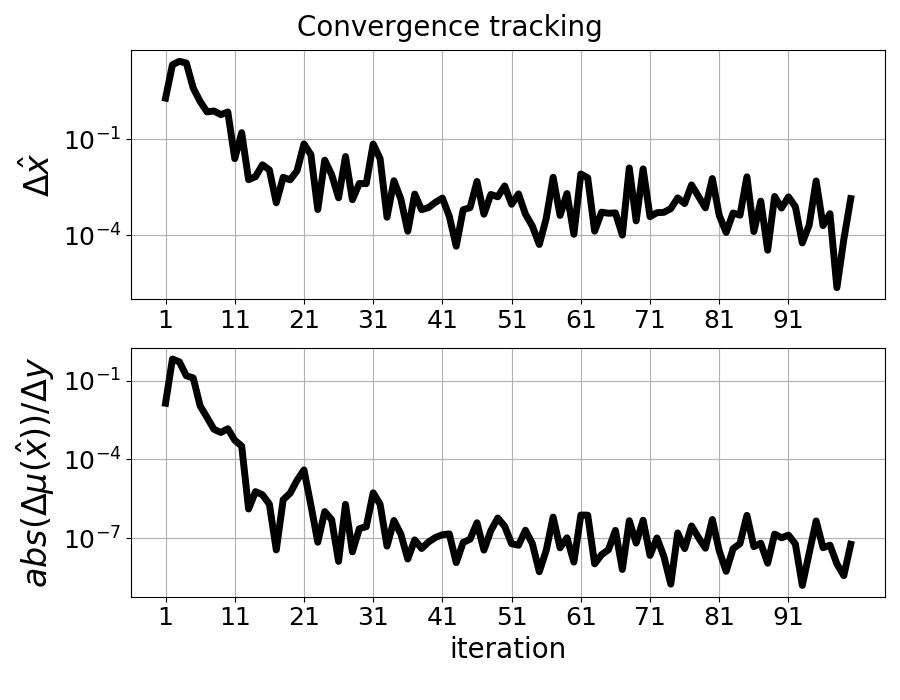 Convergence tracking
Δx̂
10⁻¹
10⁻⁴
1 11 21 31 41 51 61 71 81 91
abs(Δμ(x̂))/Δy
10⁻¹
10⁻⁴
10⁻⁷
1 11 21 31 41 51 61 71 81 91
iteration